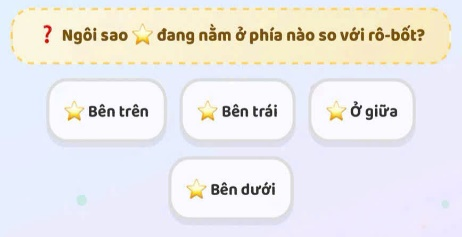 ❓ Ngôi sao ⭐ đang nằm ở phía nào so với rô-bốt?
⭐ Bên trên
⭐ Bên trái
⭐ Ở giữa
⭐ Bên dưới